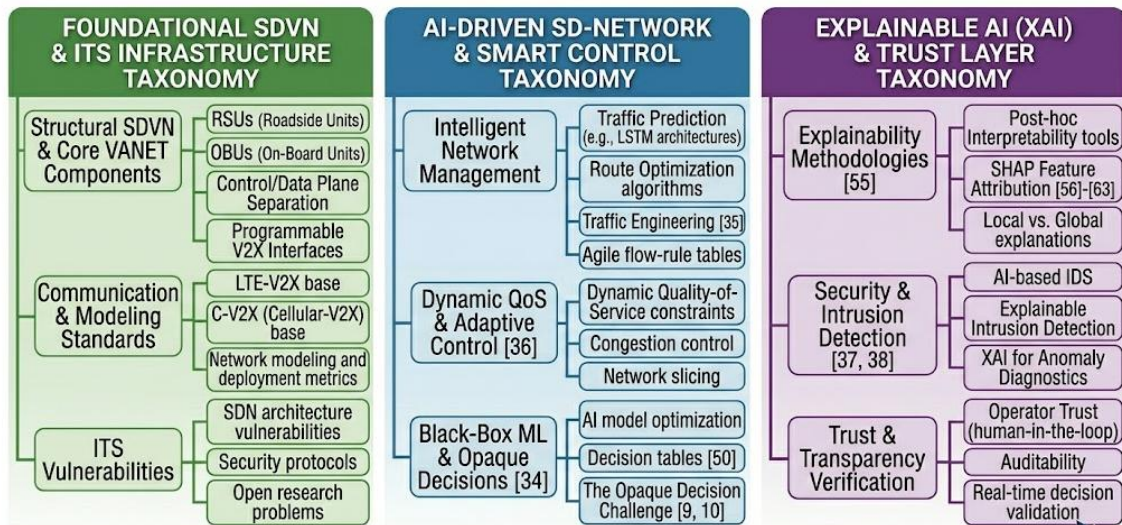 FOUNDATIONAL SDVN
& ITS INFRASTRUCTURE
TAXONOMY
Structural SDVN
& Core VANET
Components
RSUs (Roadside Units)
OBUs (On-Board Units)
Control/Data Plane
Separation
Programmable
V2X Interfaces
Communication
& Modeling
Standards
LTE-V2X base
C-V2X (Cellular-V2X)
base
Network modeling and
deployment metrics
ITS
Vulnerabilities
SDN architecture
vulnerabilities
Security protocols
Open research
problems
AI-DRIVEN SD-NETWORK
& SMART CONTROL
TAXONOMY
Intelligent
Network
Management
Traffic Prediction
(e.g., LSTM architectures)
Route Optimization
algorithms
Traffic Engineering [35]
Agile flow-rule tables
Dynamic QoS
& Adaptive
Control [36]
Dynamic Quality-of-
Service constraints
Congestion control
Network slicing
Black-Box ML
& Opaque
Decisions [34]
AI model optimization
Decision tables [50]
The Opaque Decision
Challenge [9, 10]
EXPLAINABLE AI (XAI)
& TRUST LAYER
TAXONOMY
Explainability
Methodologies
[55]
Post-hoc
Interpretability tools
SHAP Feature
Attribution [56]-[63]
Local vs. Global
explanations
Security &
Intrusion
Detection
[37, 38]
AI-based IDS
Explainable
Intrusion Detection
XAI for Anomaly
Diagnostics
Trust &
Transparency
Verification
Operator Trust
(human-in-the-loop)
Auditability
Real-time decision
validation